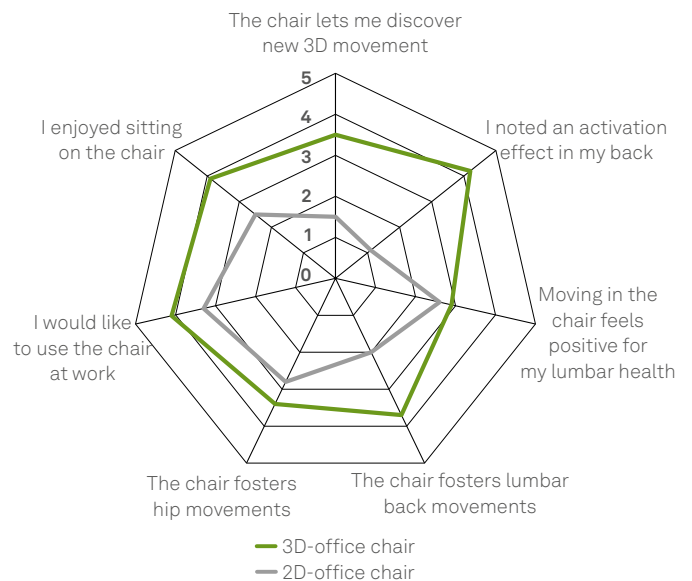 The chair lets me discover
new 3D movement
5
4
3
2
1
0
I enjoyed sitting
on the chair
I noted an activation
effect in my back
I would like
to use the chair
at work
Moving in the
chair feels
positive for
my lumbar health
The chair fosters
hip movements
The chair fosters lumbar
back movements
3D-office chair
2D-office chair